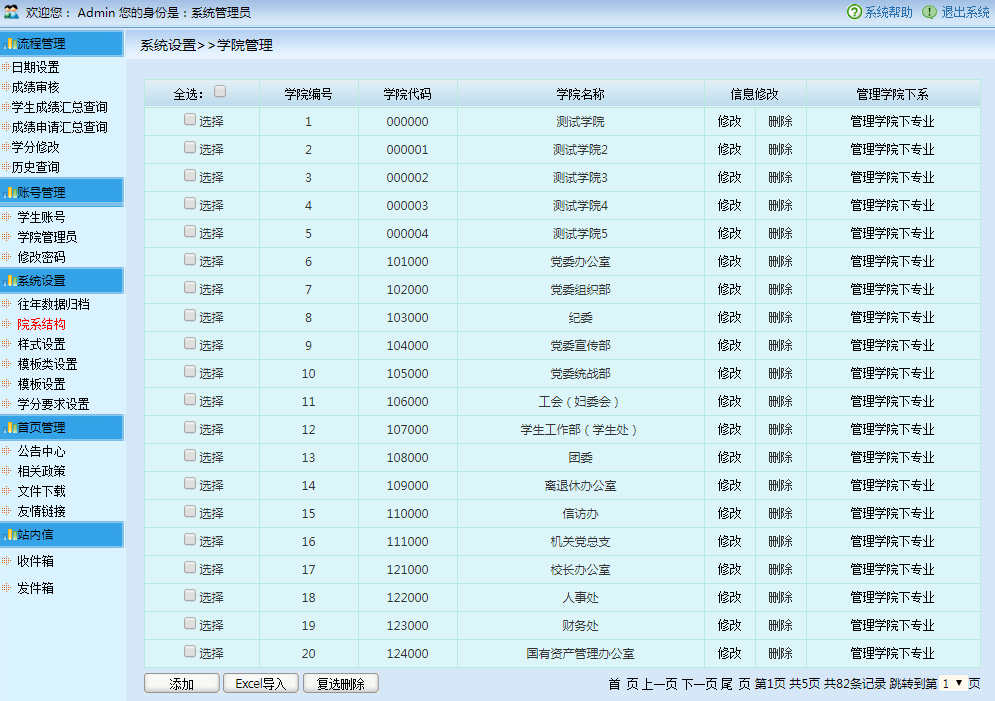 欢迎您： Admin 您的身份是：系统管理员 系统帮助 退出系统
流程管理
日期设置
成绩审核
学生成绩汇总查询
成绩申请汇总查询
学分修改
历史查询
账号管理
学生账号
学院管理员
修改密码
系统设置
往年数据归档
院系结构
样式设置
模板类设置
模板设置
学分要求设置
首页管理
公告中心
相关政策
文件下载
友情链接
站内信
收件箱
发件箱
系统设置>>学院管理
全选： 学院编号 学院代码 学院名称 信息修改 管理学院下系
选择 1 000000 测试学院 修改 删除 管理学院下专业
选择 2 000001 测试学院2 修改 删除 管理学院下专业
选择 3 000002 测试学院3 修改 删除 管理学院下专业
选择 4 000003 测试学院4 修改 删除 管理学院下专业
选择 5 000004 测试学院5 修改 删除 管理学院下专业
选择 6 101000 党委办公室 修改 删除 管理学院下专业
选择 7 102000 党委组织部 修改 删除 管理学院下专业
选择 8 103000 纪委 修改 删除 管理学院下专业
选择 9 104000 党委宣传部 修改 删除 管理学院下专业
选择 10 105000 党委统战部 修改 删除 管理学院下专业
选择 11 106000 工会（妇委会） 修改 删除 管理学院下专业
选择 12 107000 学生工作部（学生处） 修改 删除 管理学院下专业
选择 13 108000 团委 修改 删除 管理学院下专业
选择 14 109000 离退休办公室 修改 删除 管理学院下专业
选择 15 110000 信访办 修改 删除 管理学院下专业
选择 16 111000 机关党总支 修改 删除 管理学院下专业
选择 17 121000 校长办公室 修改 删除 管理学院下专业
选择 18 122000 人事处 修改 删除 管理学院下专业
选择 19 123000 财务处 修改 删除 管理学院下专业
选择 20 124000 国有资产管理办公室 修改 删除 管理学院下专业
添加 Excel导入 复选删除 首 页 上一页 下一页 尾 页 第1页 共5页 共82条记录 跳转到第 1 页